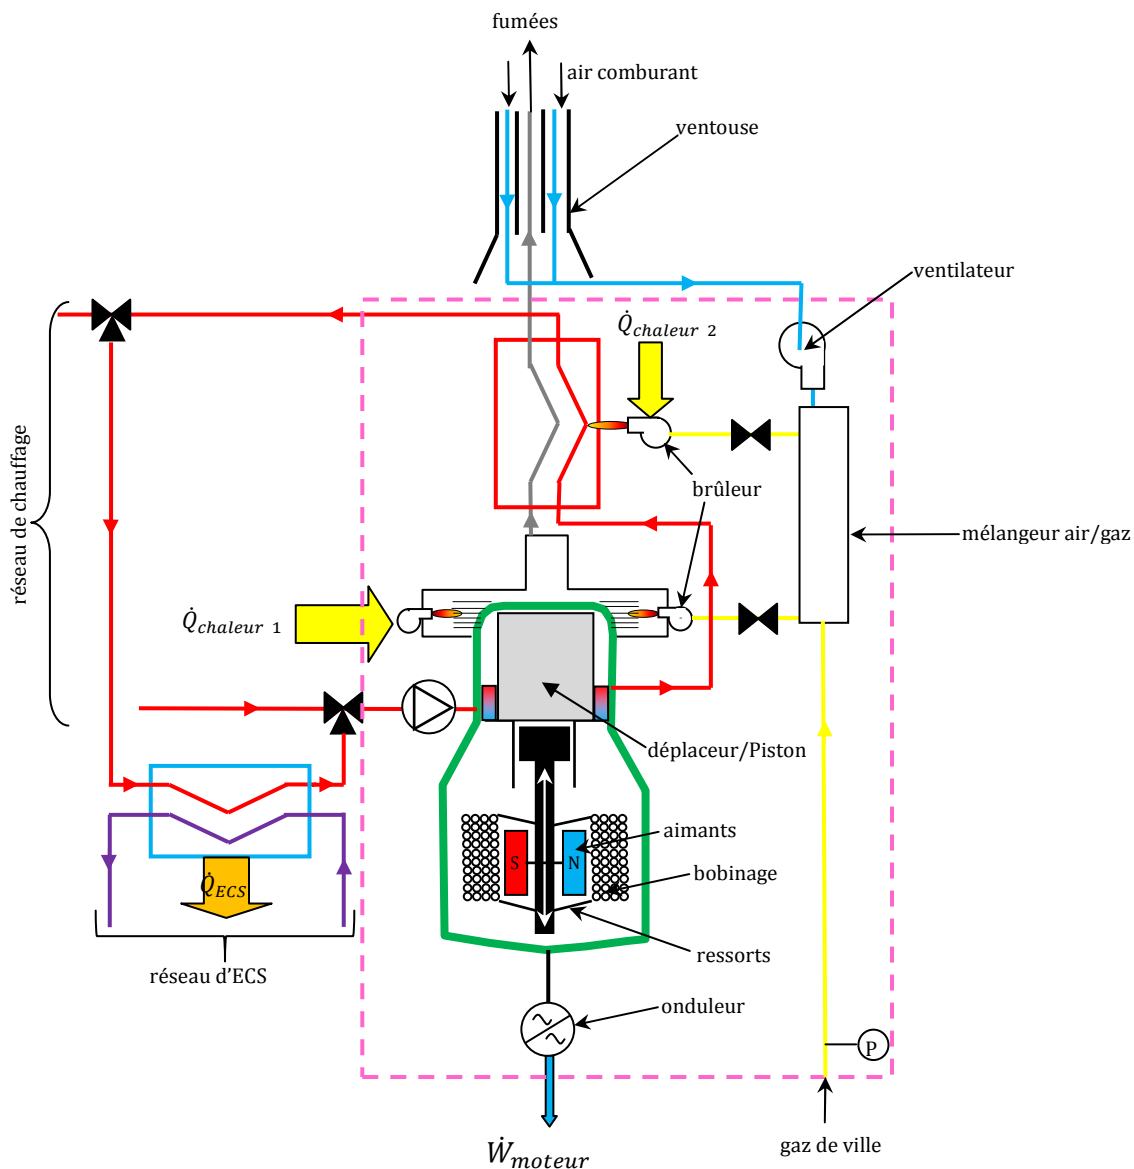 fumées
air comburant
ventouse
ventilateur
Q̇chaleur 2
réseau de chauffage
brûleur
mélangeur air/gaz
Q̇chaleur 1
déplaceur/Piston
aimants
S
N
bobinage
Q̇ECS
ressorts
réseau d'ECS
onduleur
P
gaz de ville
Ẇmoteur